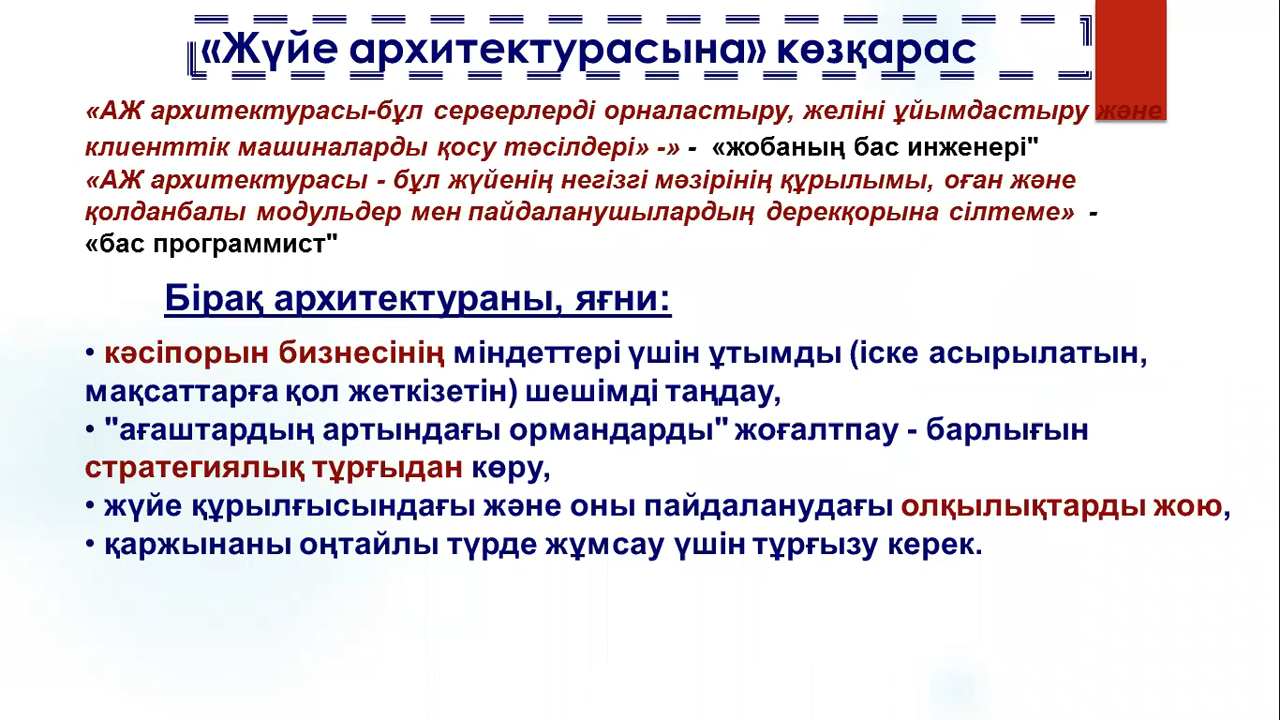 «Жүйе архитектурасына» көзқарас
«АЖ архитектурасы-бұл серверлерді орналастыру, желіні ұйымдастыру және
клиенттік машиналарды қосу тәсілдері» -» - «жобаның бас инженері"
«АЖ архитектурасы - бұл жүйенің негізгі мәзірінің құрылымы, оған және
қолданбалы модульдер мен пайдаланушылардың дерекқорына сілтеме» -
«бас программист"
Бірақ архитектураны, яғни:
• кәсіпорын бизнесінің міндеттері үшін ұтымды (іске асырылатын,
мақсаттарға қол жеткізетін) шешімді таңдау,
• "ағаштардың артындағы ормандарды" жоғалтпау - барлығын
стратегиялық тұрғыдан көру,
• жүйе құрылғысындағы және оны пайдаланудағы олқылықтарды жою,
• қаржынаны оңтайлы түрде жұмсау үшін тұрғызу керек.